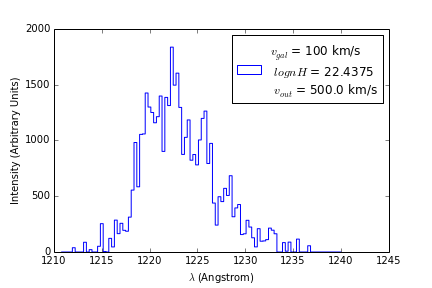 2000
1500
1000
500
0
1210 1215 1220 1225 1230 1235 1240 1245
Intensity (Arbitrary Units)
λ (Angstrom)
v_gal = 100 km/s
lognH = 22.4375
v_out = 500.0 km/s